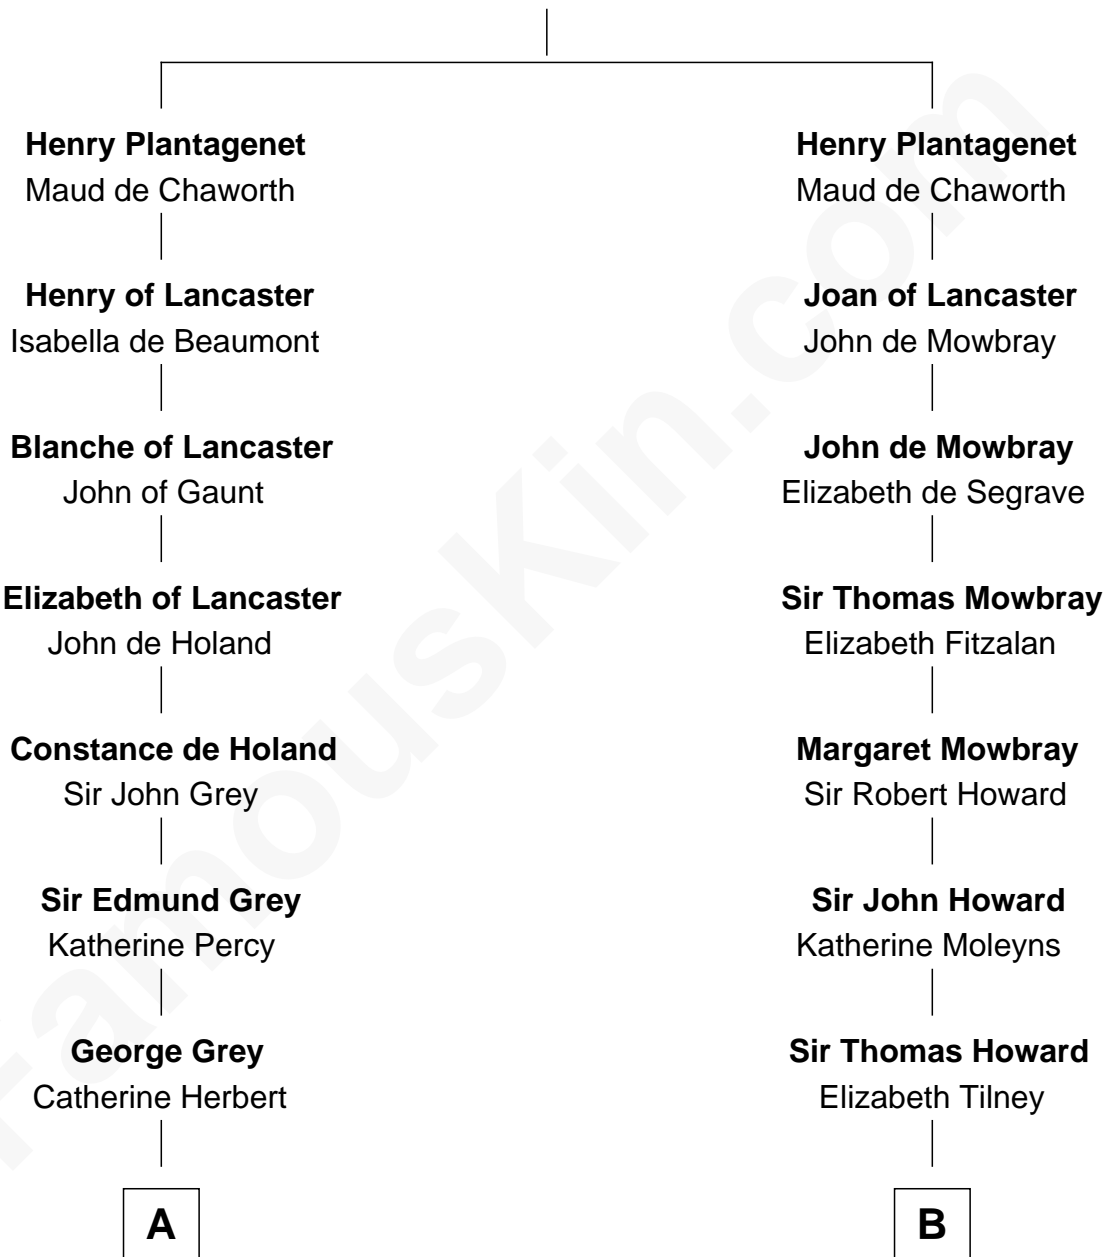 Henry Plantagenet
Maud de Chaworth
Henry of Lancaster
Isabella de Beaumont
Blanche of Lancaster
John of Gaunt
Elizabeth of Lancaster
John de Holand
Constance de Holand
Sir John Grey
Sir Edmund Grey
Katherine Percy
George Grey
Catherine Herbert
A
Henry Plantagenet
Maud de Chaworth
Joan of Lancaster
John de Mowbray
John de Mowbray
Elizabeth de Segrave
Sir Thomas Mowbray
Elizabeth Fitzalan
Margaret Mowbray
Sir Robert Howard
Sir John Howard
Katherine Moleyns
Sir Thomas Howard
Elizabeth Tilney
B
FamousKin.com